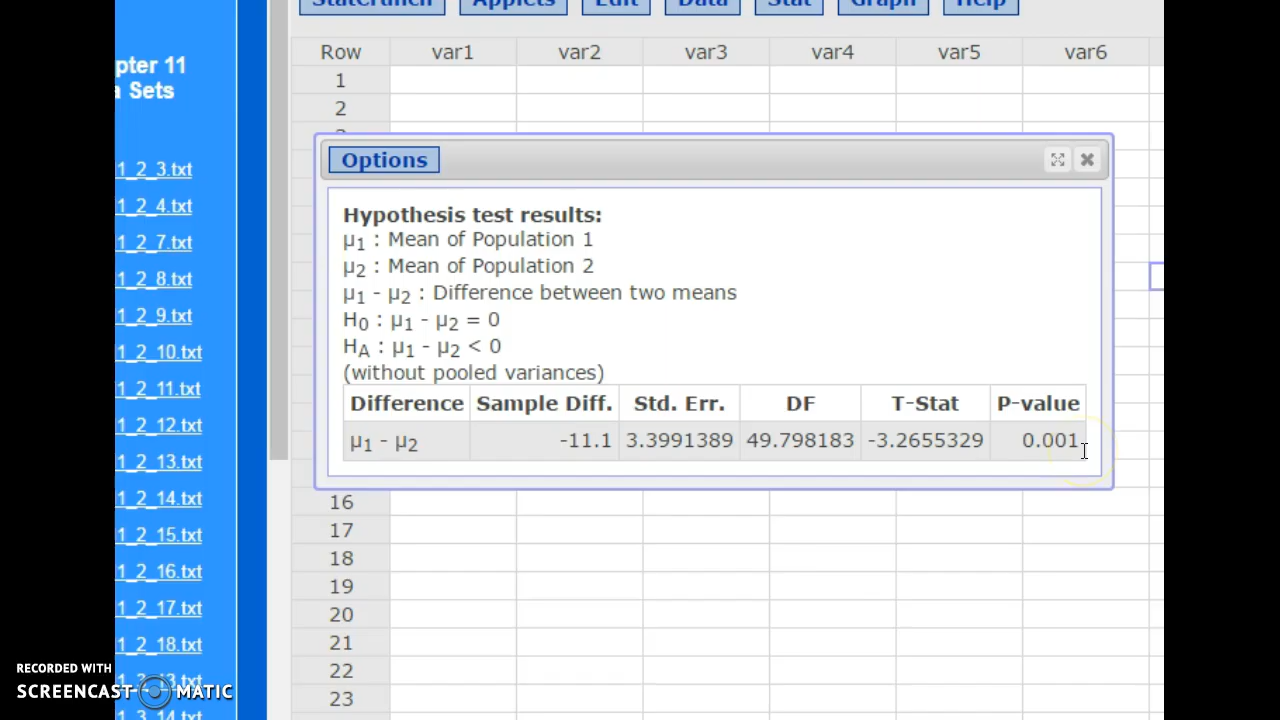 StatCrunch Applets Edit Data Stat Graph Help
Row var1 var2 var3 var4 var5 var6
pter 11
a Sets
1
2
1_2_3.txt
1_2_4.txt
1_2_7.txt
1_2_8.txt
1_2_9.txt
1_2_10.txt
1_2_11.txt
1_2_12.txt
1_2_13.txt
1_2_14.txt
1_2_15.txt
1_2_16.txt
1_2_17.txt
1_2_18.txt
Options
Hypothesis test results:
μ1 : Mean of Population 1
μ2 : Mean of Population 2
μ1 - μ2 : Difference between two means
H0 : μ1 - μ2 = 0
HA : μ1 - μ2 < 0
(without pooled variances)
Difference Sample Diff. Std. Err. DF T-Stat P-value
μ1 - μ2 -11.1 3.3991389 49.798183 -3.2655329 0.001
16
17
18
19
20
21
22
23
RECORDED WITH
SCREENCAST MATIC